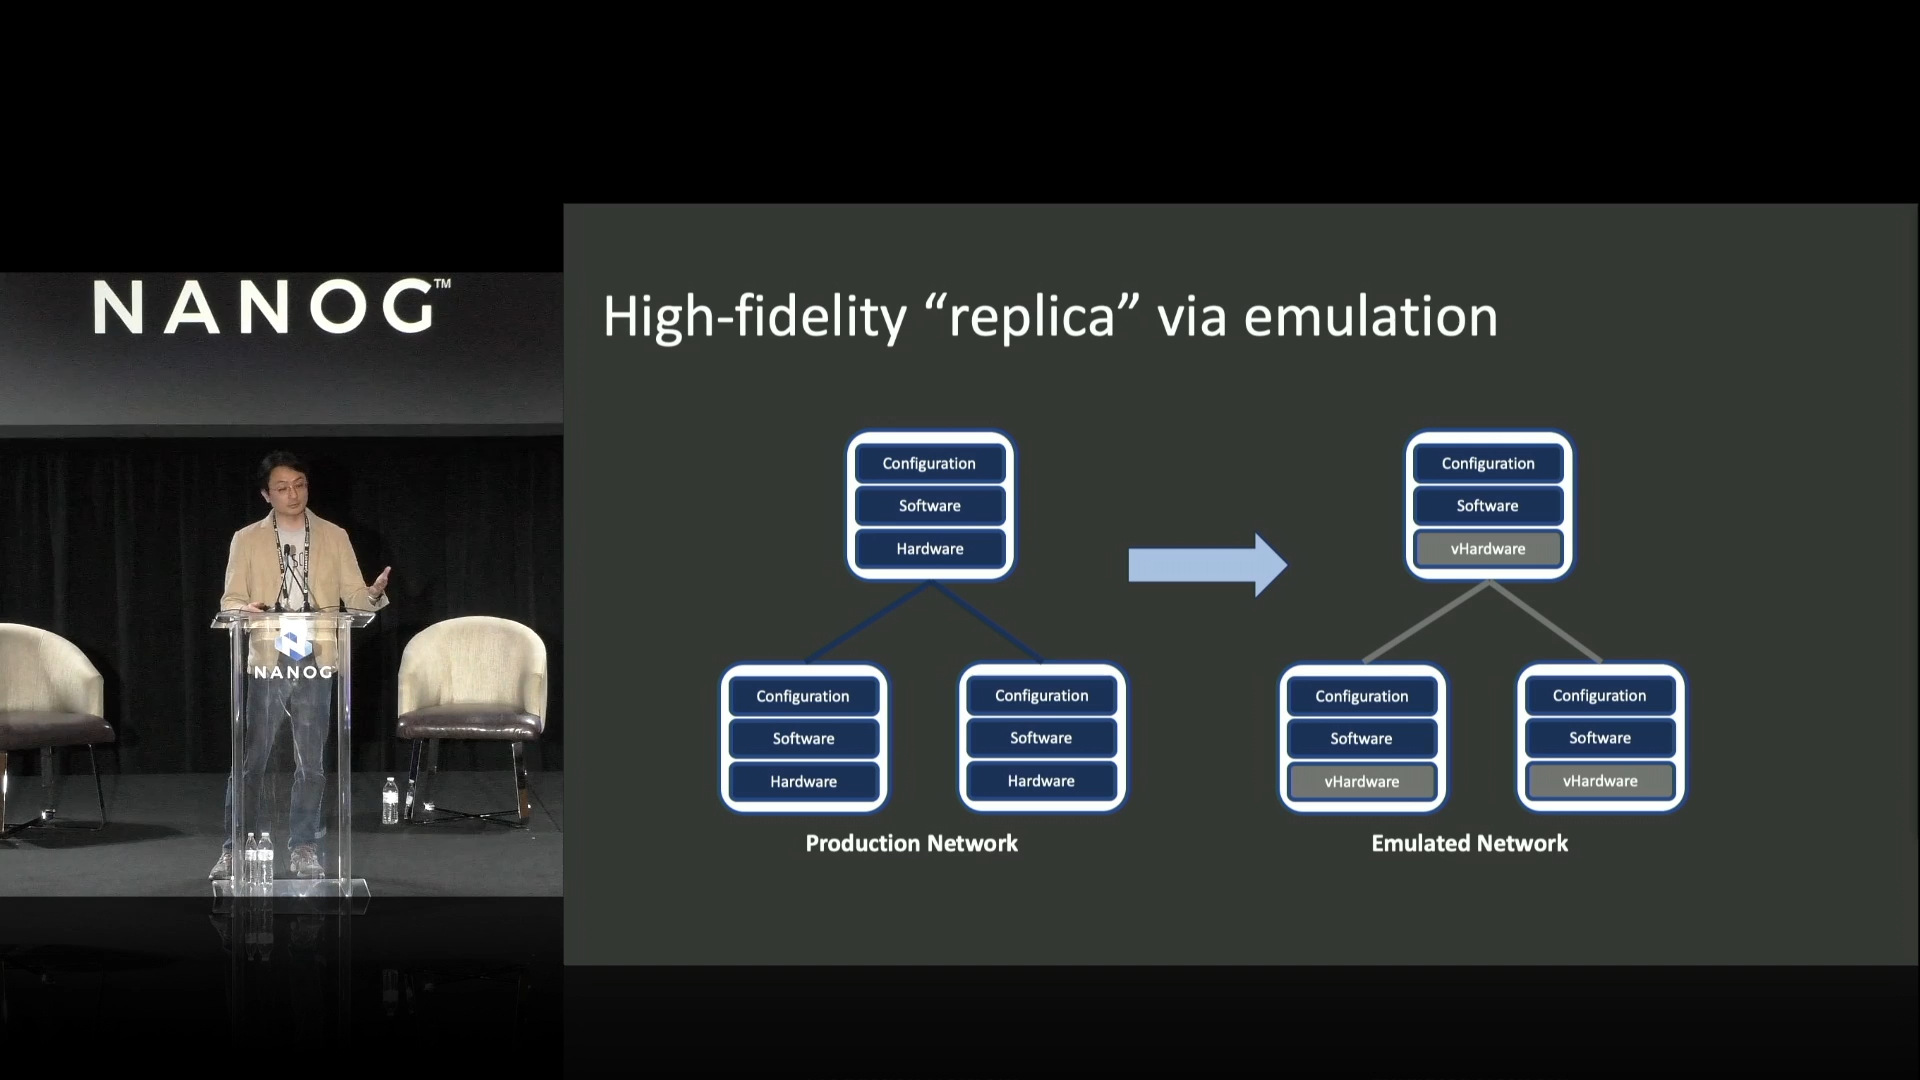 NANOG™
NANOG
High-fidelity “replica” via emulation
Configuration
Software
Hardware
Configuration
Software
Hardware
Configuration
Software
Hardware
Production Network
Configuration
Software
vHardware
Configuration
Software
vHardware
Configuration
Software
vHardware
Emulated Network